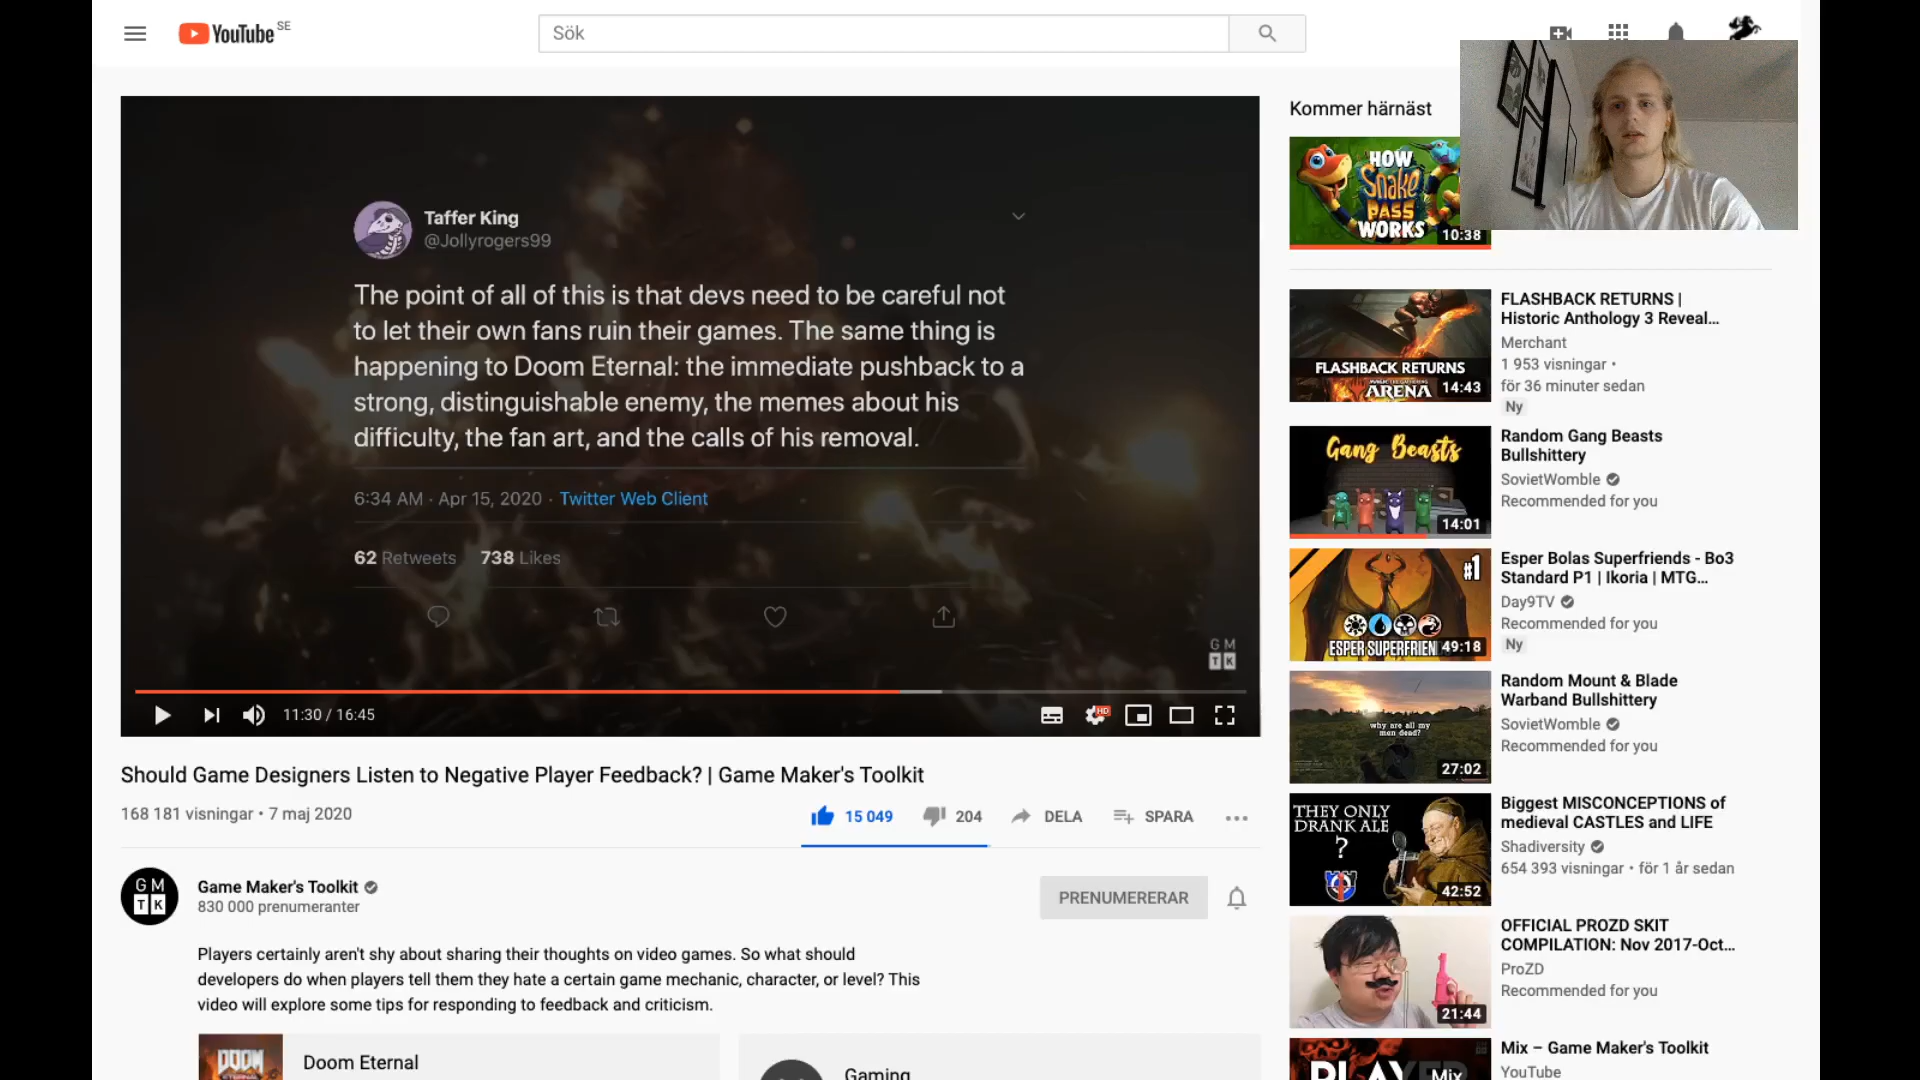 YouTube SE
Sök
Taffer King
@Jollyrogers99
The point of all of this is that devs need to be careful not
to let their own fans ruin their games. The same thing is
happening to Doom Eternal: the immediate pushback to a
strong, distinguishable enemy, the memes about his
difficulty, the fan art, and the calls of his removal.
6:34 AM · Apr 15, 2020 · Twitter Web Client
62 Retweets 738 Likes
GM
TK
HD
11:30 / 16:45
Should Game Designers Listen to Negative Player Feedback? | Game Maker's Toolkit
168 181 visningar • 7 maj 2020
15 049
204
DELA
SPARA
GM
TK
Game Maker's Toolkit
830 000 prenumeranter
PRENUMERERAR
Players certainly aren't shy about sharing their thoughts on video games. So what should
developers do when players tell them they hate a certain game mechanic, character, or level? This
video will explore some tips for responding to feedback and criticism.
DOOM
Doom Eternal
Gaming
Kommer härnäst
HOW
Snake
PASS
WORKS
10:38
FLASHBACK RETURNS
ARENA
14:43
FLASHBACK RETURNS |
Historic Anthology 3 Reveal...
Merchant
1 953 visningar •
för 36 minuter sedan
Ny
Gang Beasts
14:01
Random Gang Beasts
Bullshittery
SovietWomble
Recommended for you
#1
ESPER SUPERFRIEN
49:18
Esper Bolas Superfriends - Bo3
Standard P1 | Ikoria | MTG...
Day9TV
Recommended for you
Ny
why are all my
men dead?
27:02
Random Mount & Blade
Warband Bullshittery
SovietWomble
Recommended for you
THEY ONLY
DRANK ALE
?
42:52
Biggest MISCONCEPTIONS of
medieval CASTLES and LIFE
Shadiversity
654 393 visningar • för 1 år sedan
21:44
OFFICIAL PROZD SKIT
COMPILATION: Nov 2017-Oct...
ProZD
Recommended for you
PLAYER
Mix
Mix – Game Maker's Toolkit
YouTube